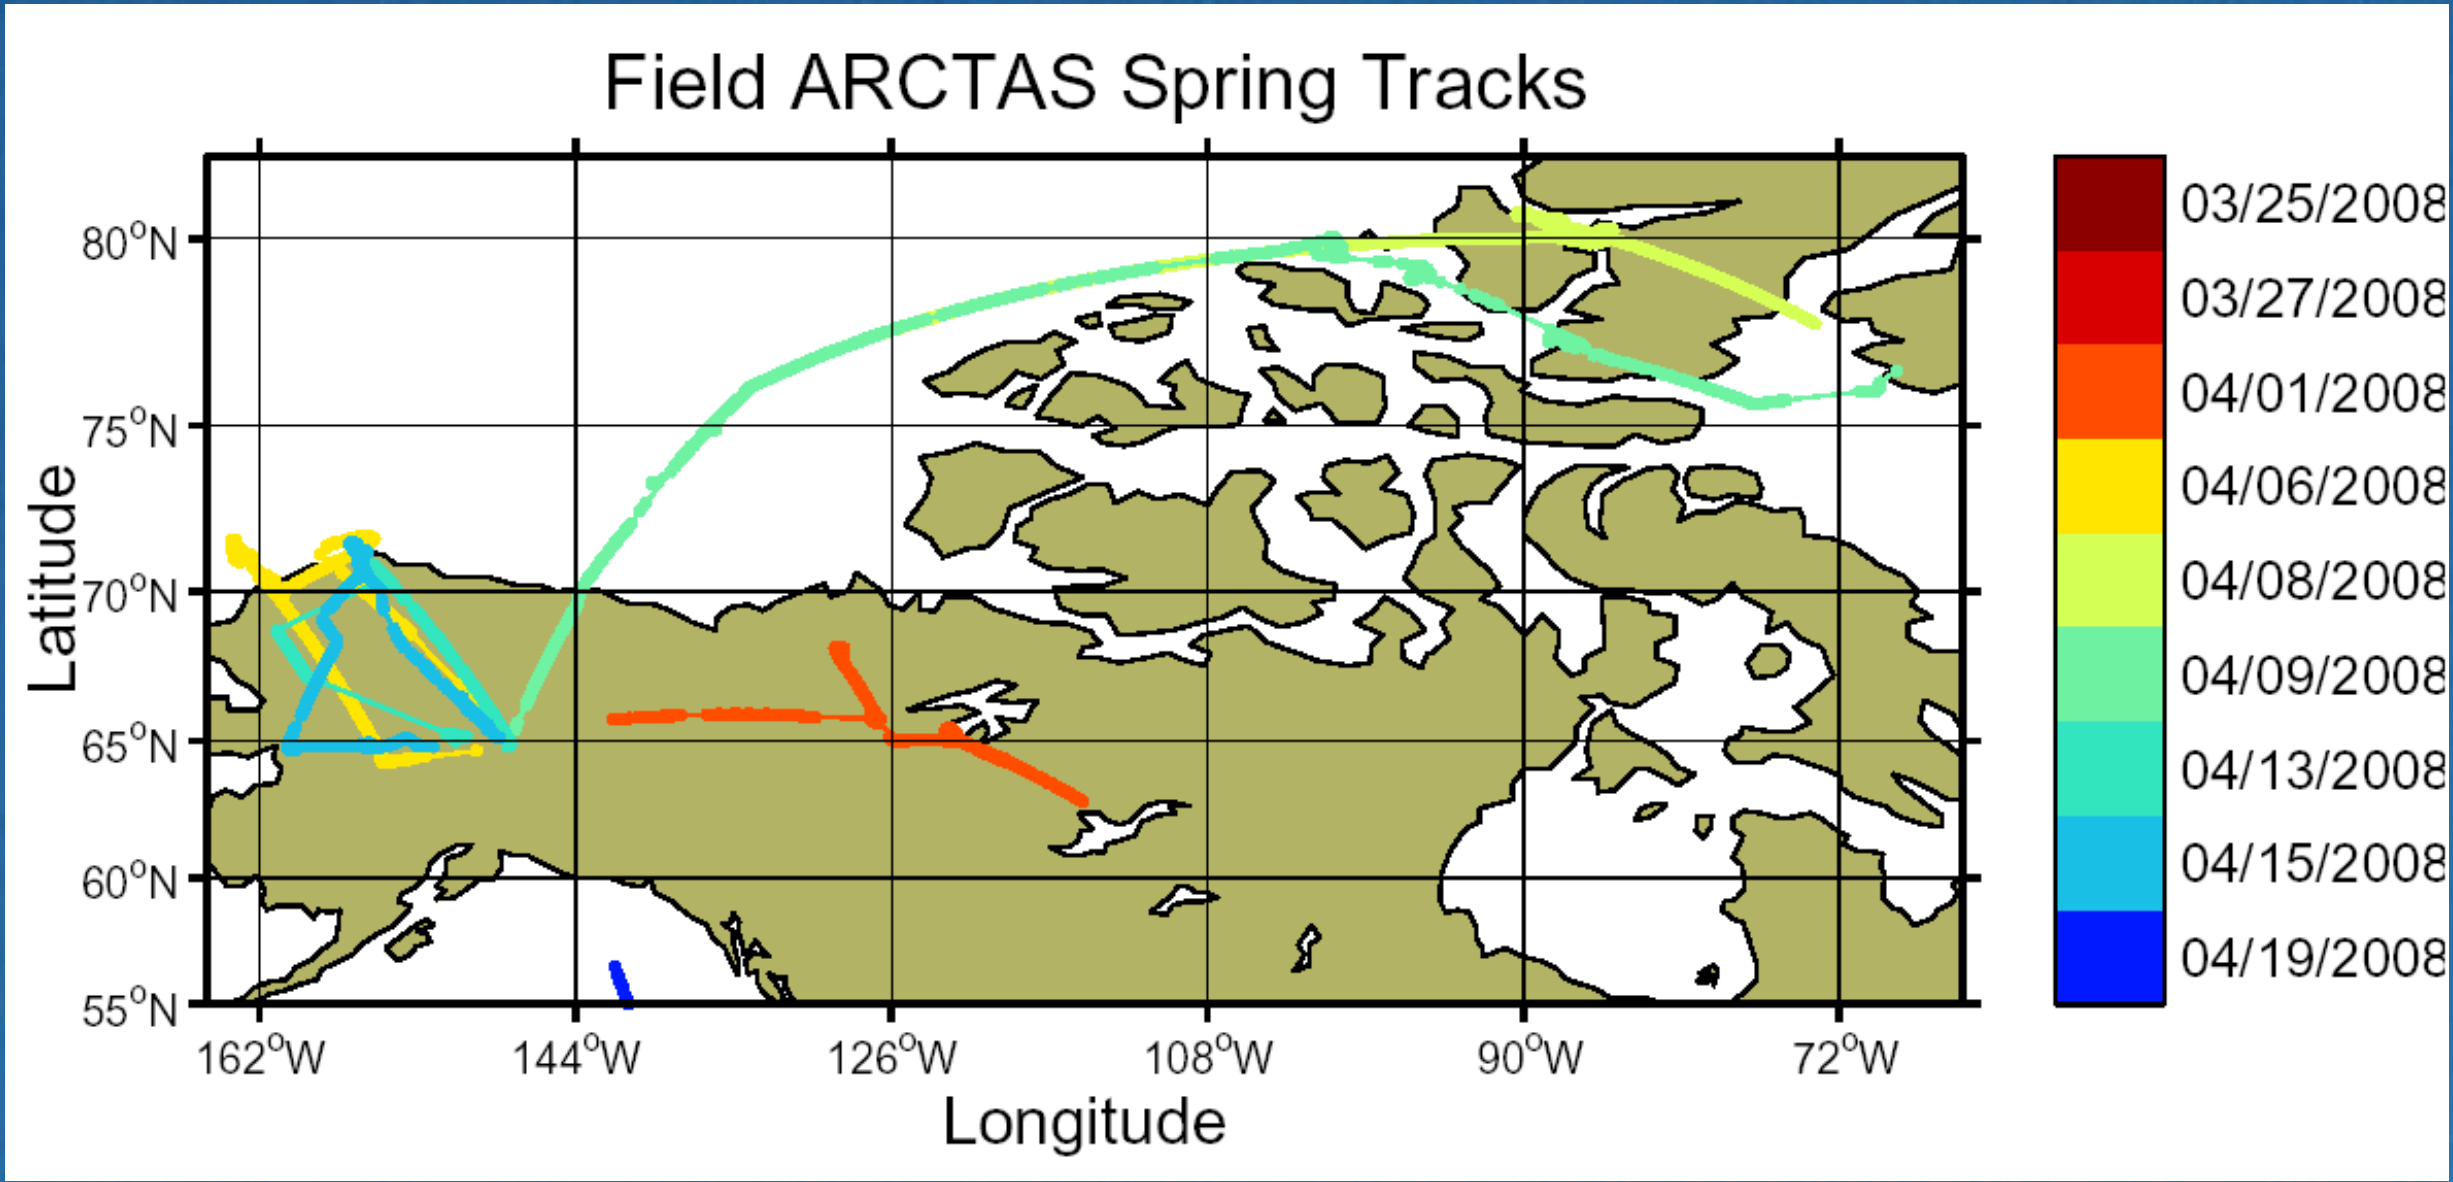 Field ARCTAS Spring Tracks
Latitude
80°N
75°N
70°N
65°N
60°N
55°N
162°W 144°W 126°W 108°W 90°W 72°W
Longitude
03/25/2008
03/27/2008
04/01/2008
04/06/2008
04/08/2008
04/09/2008
04/13/2008
04/15/2008
04/19/2008